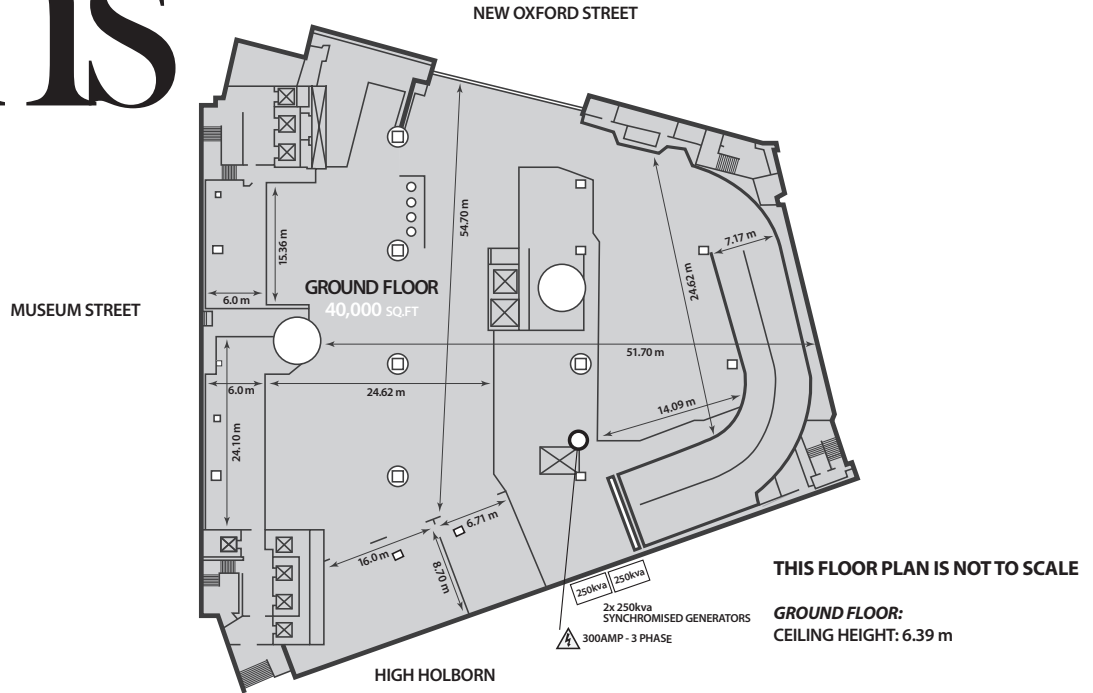 is
NEW OXFORD STREET
54.70 m
7.17 m
15.36 m
24.62 m
GROUND FLOOR
40,000 SQ.FT
6.0 m
MUSEUM STREET
51.70 m
6.0 m
24.62 m
14.09 m
24.10 m
6.71 m
16.0 m
8.70 m
THIS FLOOR PLAN IS NOT TO SCALE
250kva 250kva
2x 250kva
SYNCHROMISED GENERATORS
GROUND FLOOR:
CEILING HEIGHT: 6.39 m
300AMP - 3 PHASE
HIGH HOLBORN